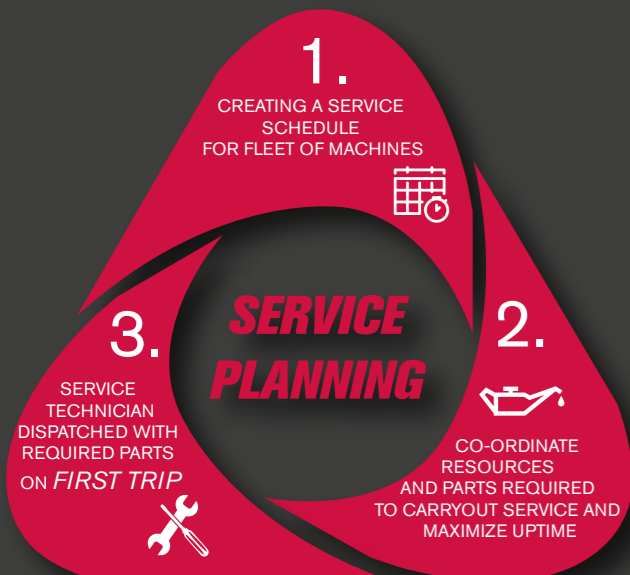 1.
CREATING A SERVICE
SCHEDULE
FOR FLEET OF MACHINES
SERVICE
PLANNING
2.
CO-ORDINATE
RESOURCES
AND PARTS REQUIRED
TO CARRYOUT SERVICE AND
MAXIMIZE UPTIME
3.
SERVICE
TECHNICIAN
DISPATCHED WITH
REQUIRED PARTS
ON FIRST TRIP